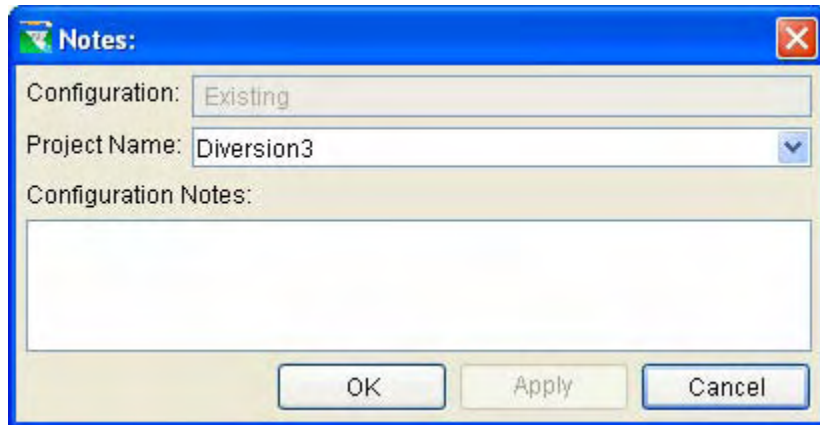 Notes:
Configuration: Existing
Project Name: Diversion3
Configuration Notes:
OK Apply Cancel